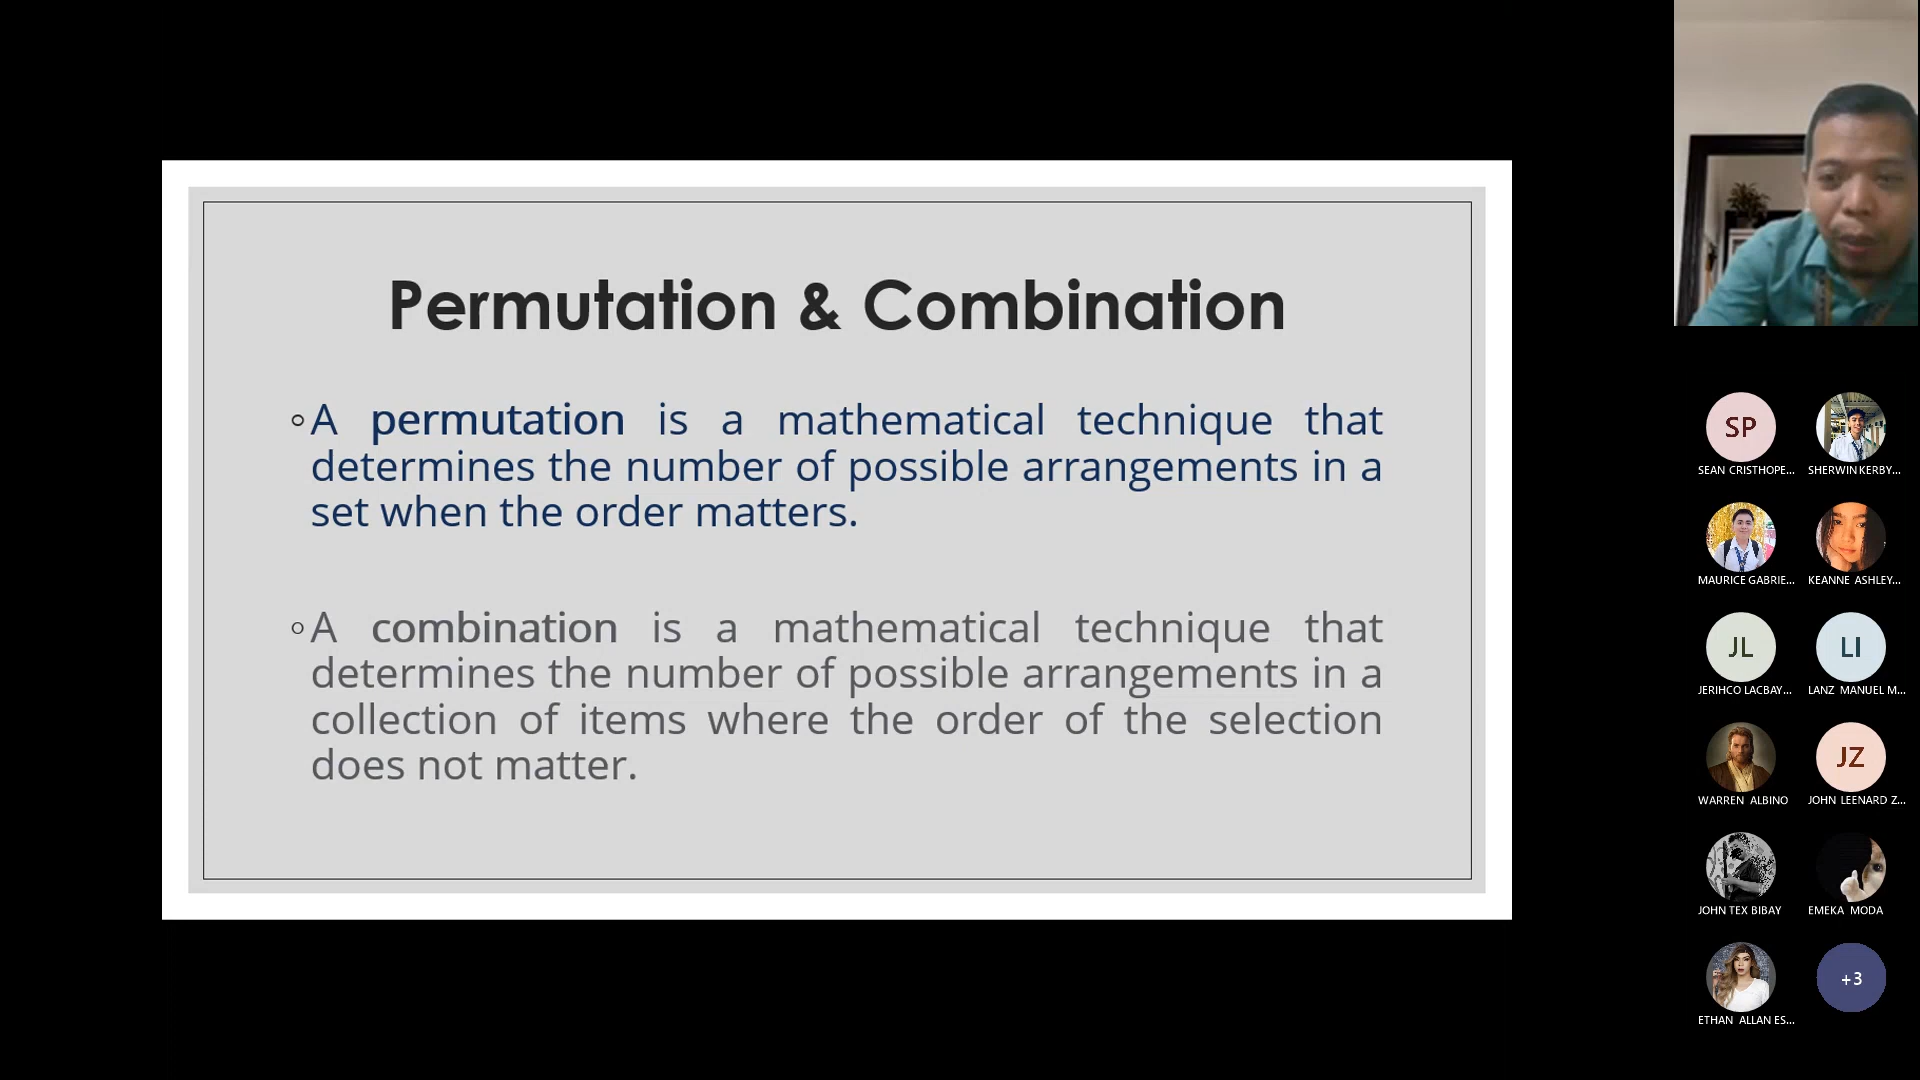 Permutation & Combination
◦A permutation is a mathematical technique that
determines the number of possible arrangements in a
set when the order matters.
◦A combination is a mathematical technique that
determines the number of possible arrangements in a
collection of items where the order of the selection
does not matter.
SP
SEAN CRISTHOPE...
SHERWIN KERBY...
MAURICE GABRIE...
KEANNE ASHLEY...
JL
LI
JERIHCO LACBAY...
LANZ MANUEL M...
JZ
WARREN ALBINO
JOHN LEENARD Z...
JOHN TEX BIBAY
EMEKA MODA
+3
ETHAN ALLAN ES...